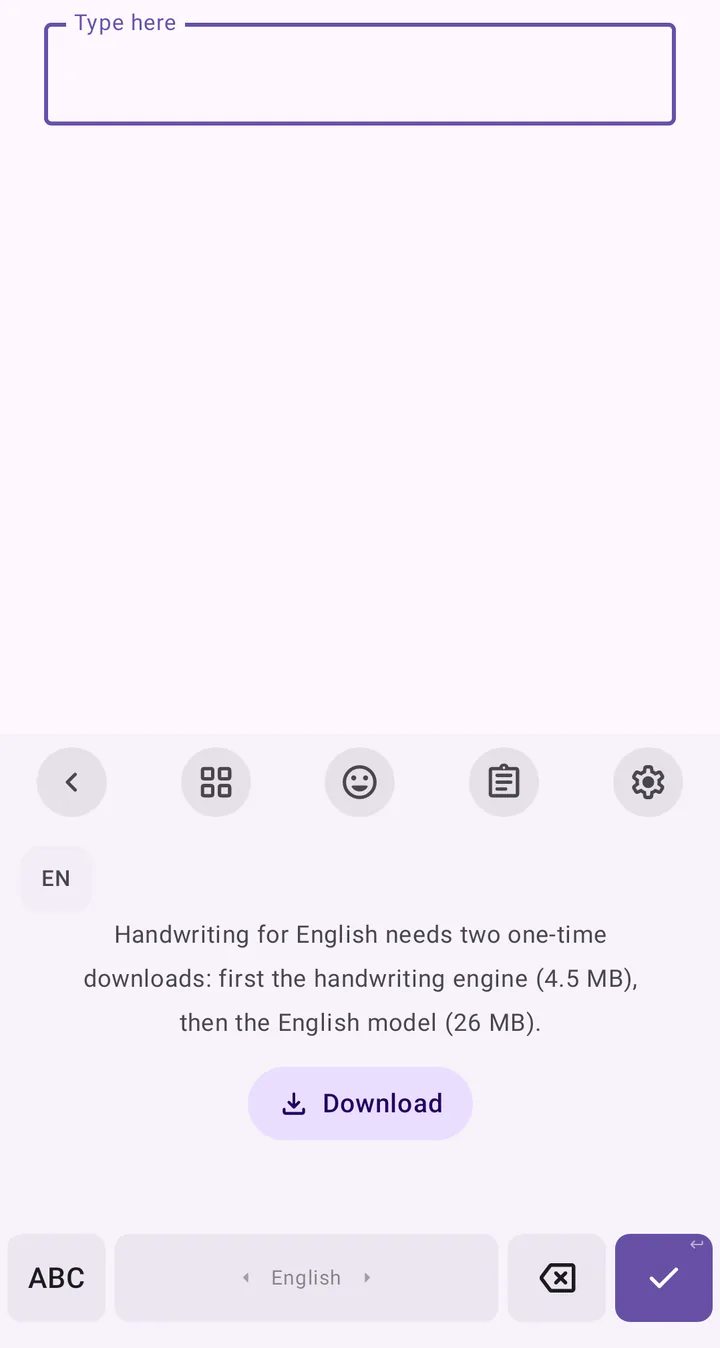 Type here
EN
Handwriting for English needs two one-time
downloads: first the handwriting engine (4.5 MB),
then the English model (26 MB).
Download
ABC
English